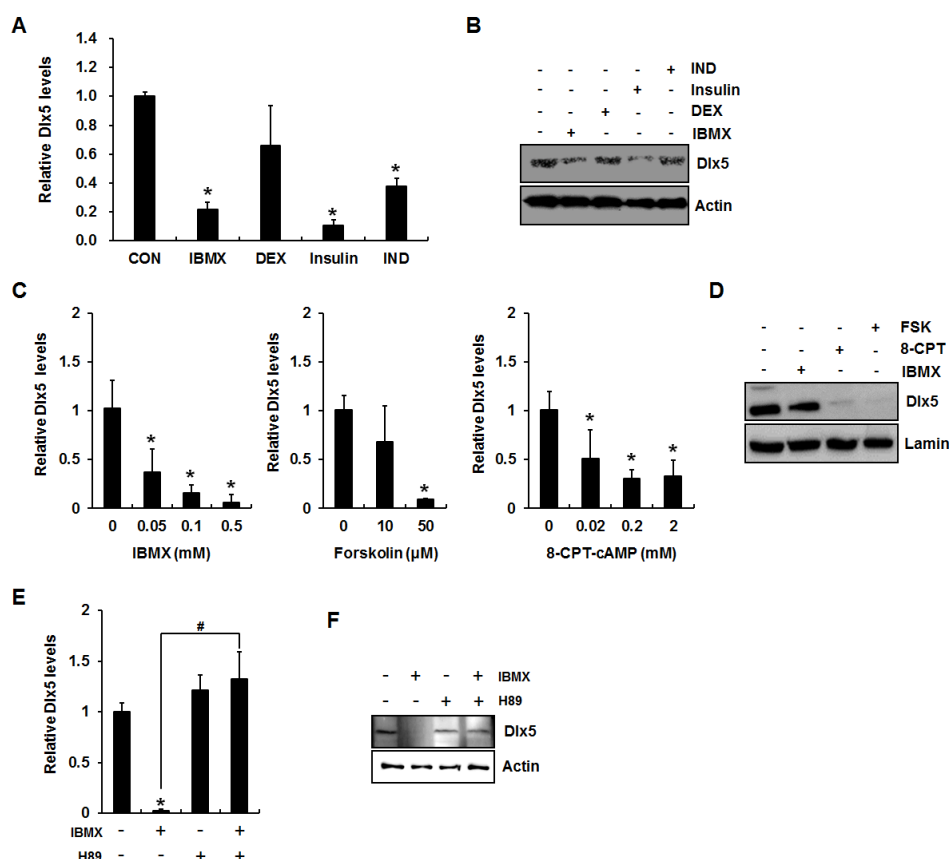 A
Relative Dlx5 levels
1.4
1.2
1.0
0.8
0.6
0.4
0.2
0.0
* * *
CON IBMX DEX Insulin IND
B
- - - - + IND
- - - + - Insulin
- - + - - DEX
- + - - - IBMX
Dlx5
Actin
C
Relative Dlx5 levels
2
1.5
1
0.5
0
* * *
0 0.05 0.1 0.5
IBMX (mM)
Relative Dlx5 levels
2
1.5
1
0.5
0
*
0 10 50
Forskolin (µM)
Relative Dlx5 levels
2
1.5
1
0.5
0
* * *
0 0.02 0.2 2
8-CPT-cAMP (mM)
D
- - - + FSK
- - + - 8-CPT
- + - - IBMX
Dlx5
Lamin
E
Relative Dlx5 levels
2
1.5
1
0.5
0
#
*
IBMX - + - +
H89 - - + +
F
- + - + IBMX
- - + + H89
Dlx5
Actin